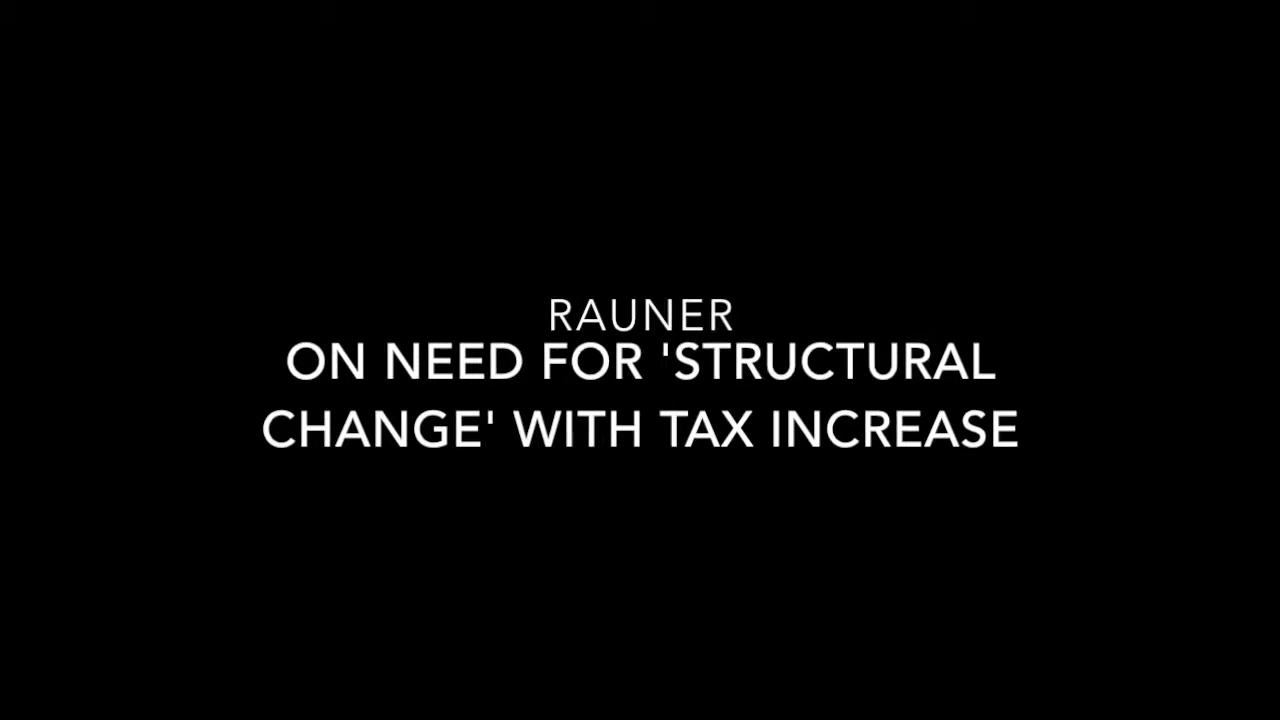 RAUNER
ON NEED FOR 'STRUCTURAL
CHANGE' WITH TAX INCREASE